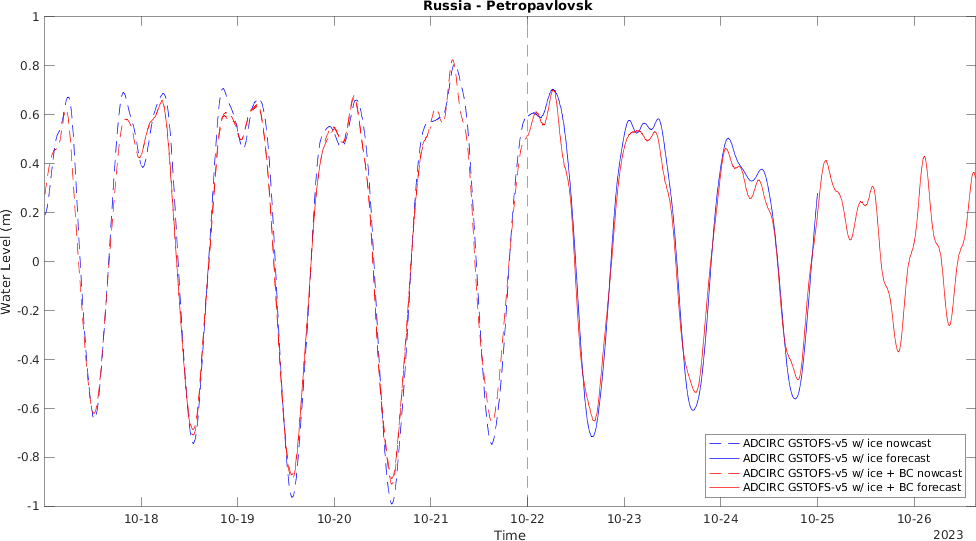 Russia - Petropavlovsk
1
0.8
0.6
0.4
0.2
0
-0.2
-0.4
-0.6
-0.8
-1
Water Level (m)
ADCIRC GSTOFS-v5 w/ ice nowcast
ADCIRC GSTOFS-v5 w/ ice forecast
ADCIRC GSTOFS-v5 w/ ice + BC nowcast
ADCIRC GSTOFS-v5 w/ ice + BC forecast
10-18 10-19 10-20 10-21 10-22 10-23 10-24 10-25 10-26
Time
2023